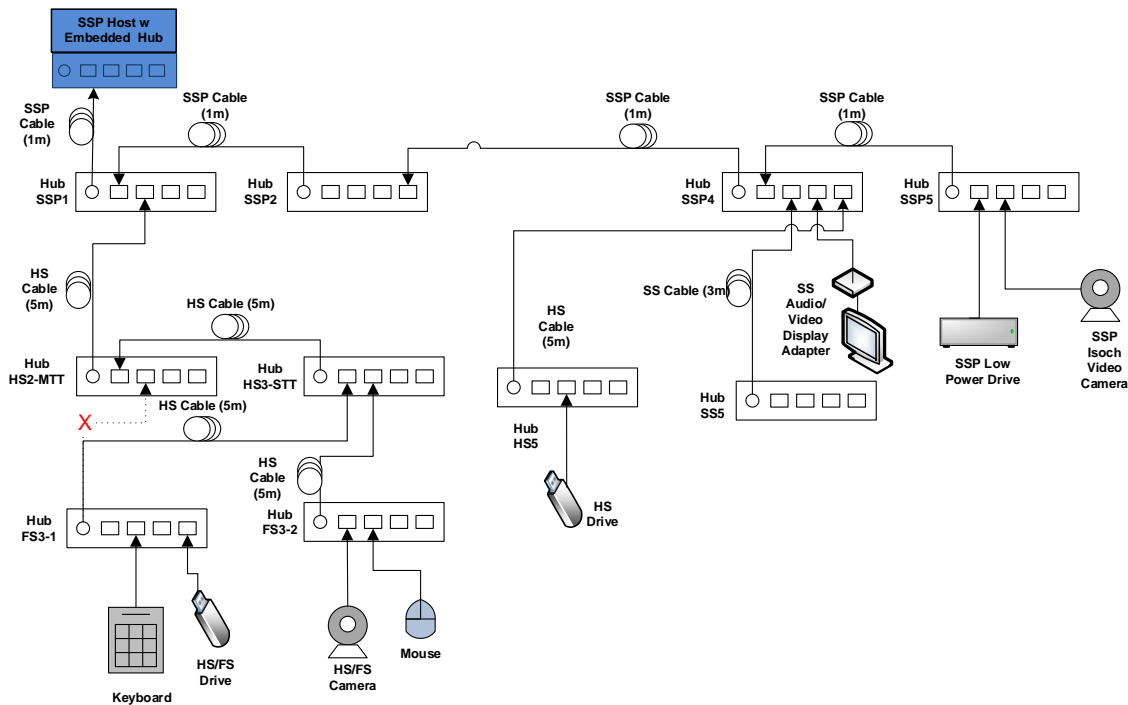 SSP Host w
Embedded Hub
SSP
Cable
(1m)
SSP Cable
(1m)
SSP Cable
(1m)
SSP Cable
(1m)
Hub
SSP1
Hub
SSP2
Hub
SSP4
Hub
SSP5
HS
Cable
(5m)
HS Cable (5m)
HS
Cable
(5m)
SS Cable (3m)
SS
Audio/
Video
Display
Adapter
SSP Low
Power Drive
SSP
Isoch
Video
Camera
Hub
HS2-MTT
Hub
HS3-STT
HS Cable (5m)
X
Hub
HS5
Hub
SS5
HS
Cable
(5m)
HS
Drive
Hub
FS3-1
Hub
FS3-2
Keyboard
HS/FS
Drive
HS/FS
Camera
Mouse